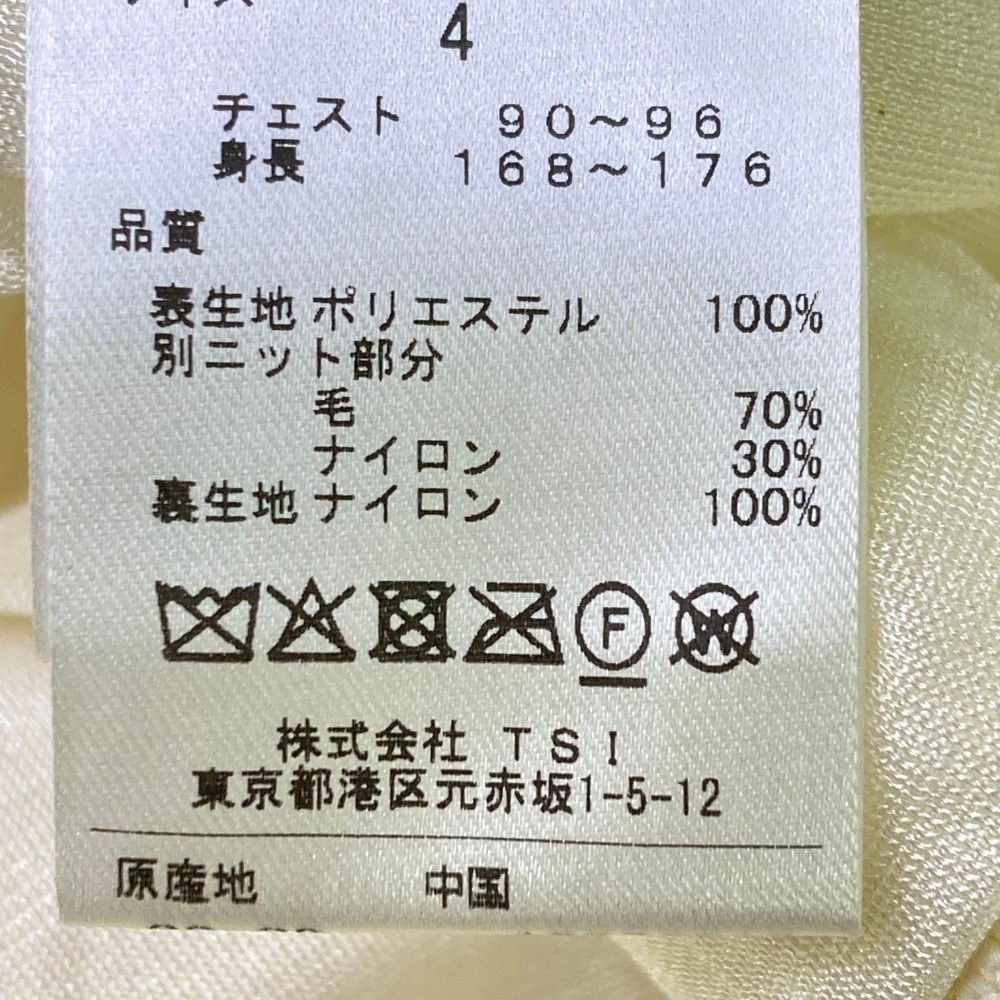 サイズ
4
チェスト 90～96
身長 168～176
品質
表生地 ポリエステル 100%
別ニット部分
毛 70%
ナイロン 30%
裏生地 ナイロン 100%
F
W
株式会社 TSI
東京都港区元赤坂1-5-12
原産地 中国